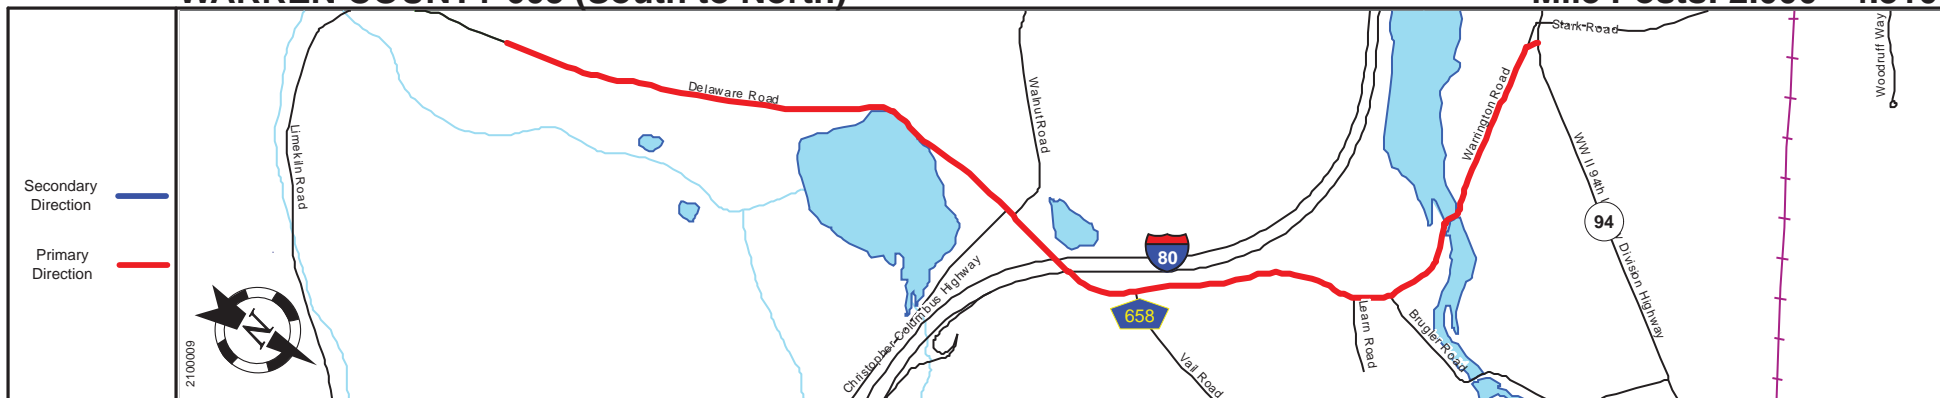 Stark Road
Woodruff Way
Delaware Road
Walnut Road
Warrington Road
Limekiln Road
WW II 94th
94
Division Highway
Secondary
Direction
Primary
Direction
80
Christopher Columbus Highway
658
Learn Road
Brugler Road
Vail Road
N
2100009